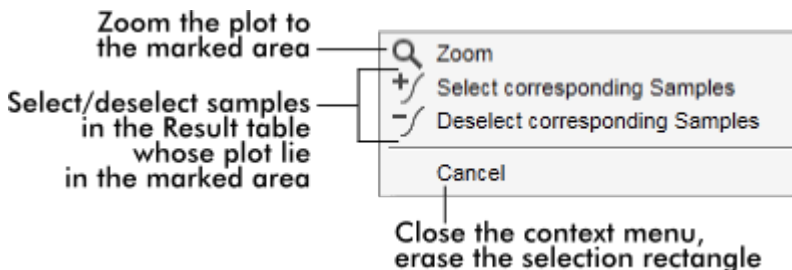 Zoom the plot to
the marked area
Select/deselect samples
in the Result table
whose plot lie
in the marked area
Zoom
Select corresponding Samples
Deselect corresponding Samples
Cancel
Close the context menu,
erase the selection rectangle